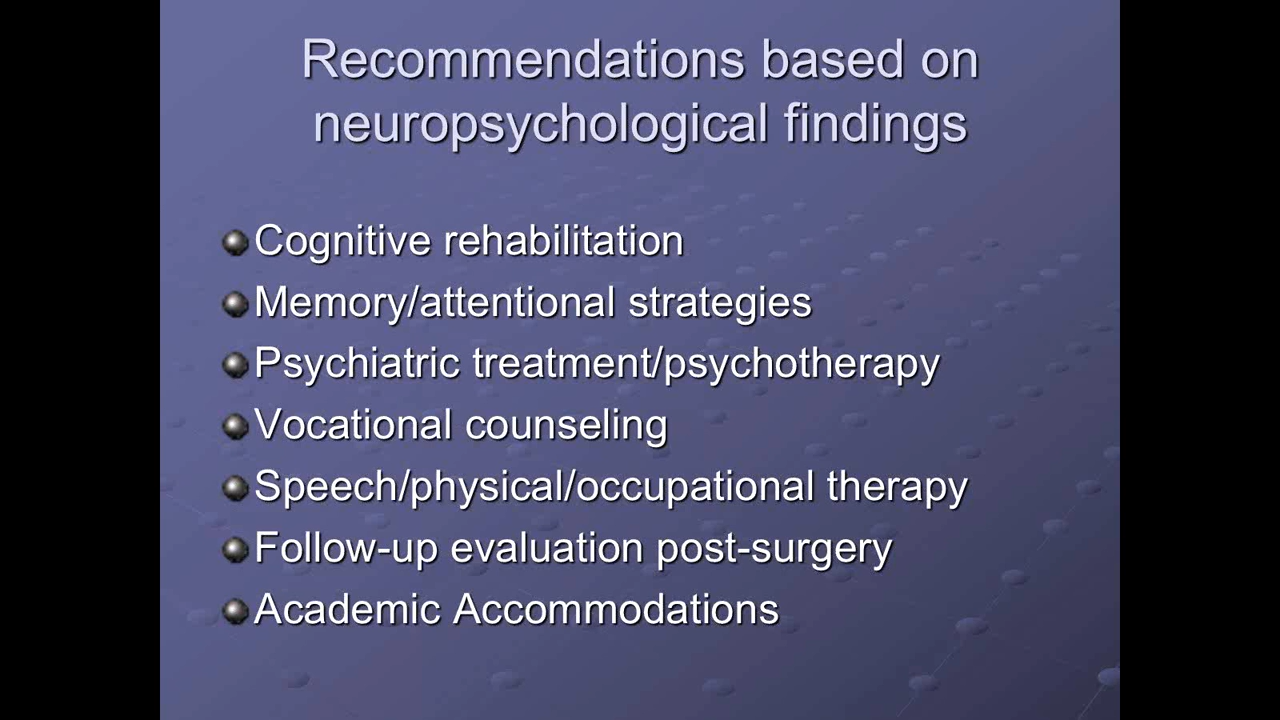 Recommendations based on
neuropsychological findings
Cognitive rehabilitation
Memory/attentional strategies
Psychiatric treatment/psychotherapy
Vocational counseling
Speech/physical/occupational therapy
Follow-up evaluation post-surgery
Academic Accommodations